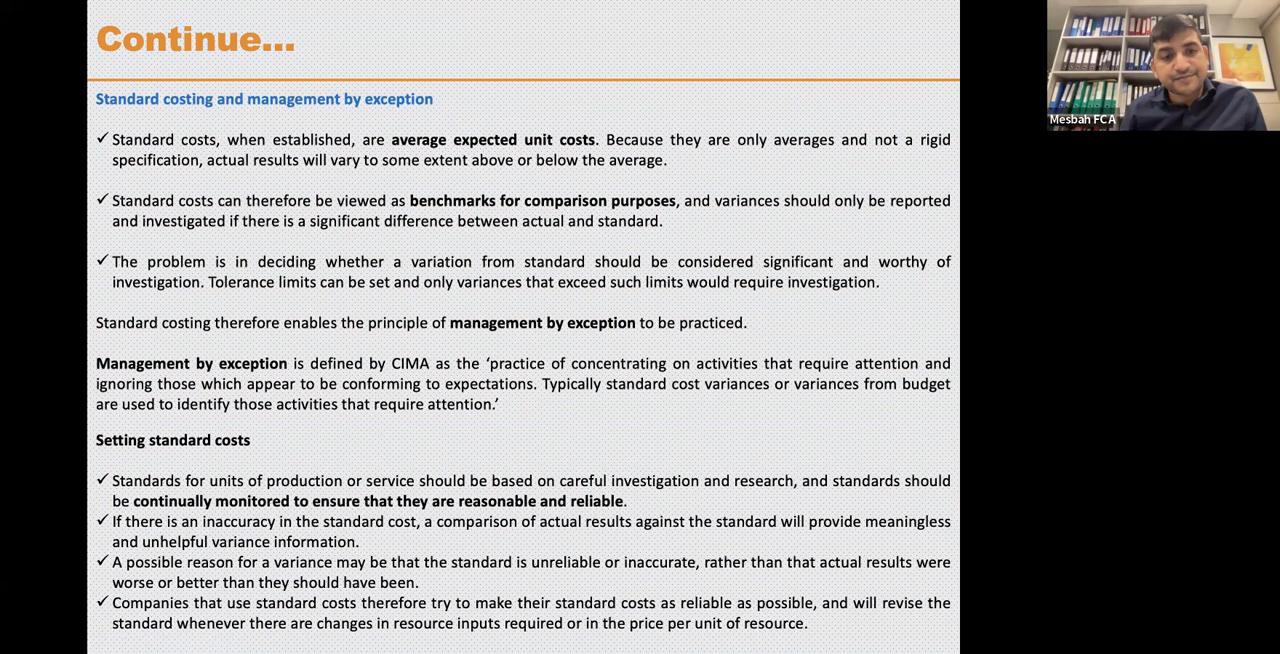 Continue...
Standard costing and management by exception
✓ Standard costs, when established, are average expected unit costs. Because they are only averages and not a rigid
specification, actual results will vary to some extent above or below the average.
✓ Standard costs can therefore be viewed as benchmarks for comparison purposes, and variances should only be reported
and investigated if there is a significant difference between actual and standard.
✓ The problem is in deciding whether a variation from standard should be considered significant and worthy of
investigation. Tolerance limits can be set and only variances that exceed such limits would require investigation.
Standard costing therefore enables the principle of management by exception to be practiced.
Management by exception is defined by CIMA as the ‘practice of concentrating on activities that require attention and
ignoring those which appear to be conforming to expectations. Typically standard cost variances or variances from budget
are used to identify those activities that require attention.’
Setting standard costs
✓ Standards for units of production or service should be based on careful investigation and research, and standards should
be continually monitored to ensure that they are reasonable and reliable.
✓ If there is an inaccuracy in the standard cost, a comparison of actual results against the standard will provide meaningless
and unhelpful variance information.
✓ A possible reason for a variance may be that the standard is unreliable or inaccurate, rather than that actual results were
worse or better than they should have been.
✓ Companies that use standard costs therefore try to make their standard costs as reliable as possible, and will revise the
standard whenever there are changes in resource inputs required or in the price per unit of resource.
Mesbah FCA